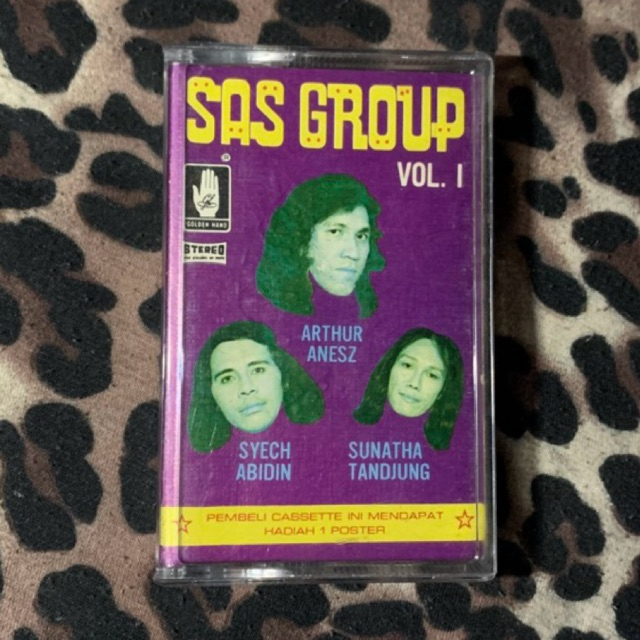 SAS GROUP
VOL. I
GOLDEN HAND
STEREO
ARTHUR
ANESZ
SYECH
ABIDIN
SUNATHA
TANDJUNG
PEMBELI CASSETTE INI MENDAPAT
HADIAH 1 POSTER